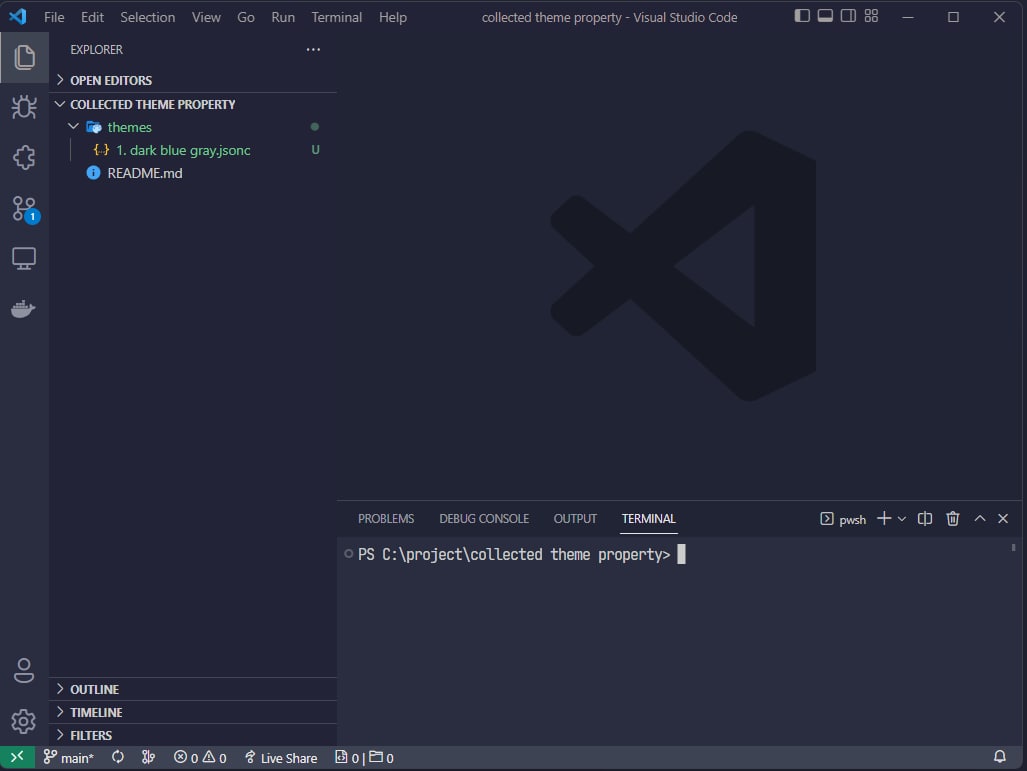 File Edit Selection View Go Run Terminal Help collected theme property - Visual Studio Code
EXPLORER
OPEN EDITORS
COLLECTED THEME PROPERTY
themes
{..} 1. dark blue gray.jsonc U
README.md
1
PROBLEMS DEBUG CONSOLE OUTPUT TERMINAL pwsh
PS C:\project\collected theme property>
OUTLINE
TIMELINE
FILTERS
main* 0 0 Live Share 0 | 0